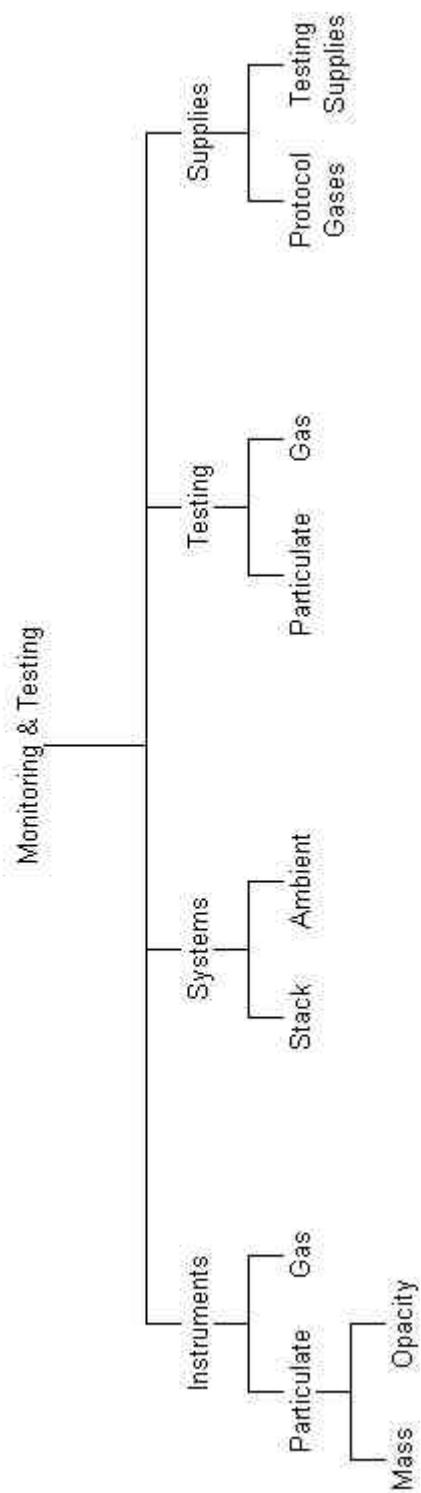 Monitoring & Testing
Instruments
Systems
Testing
Supplies
Particulate
Gas
Stack
Ambient
Particulate
Gas
Protocol
Gases
Testing
Supplies
Mass
Opacity